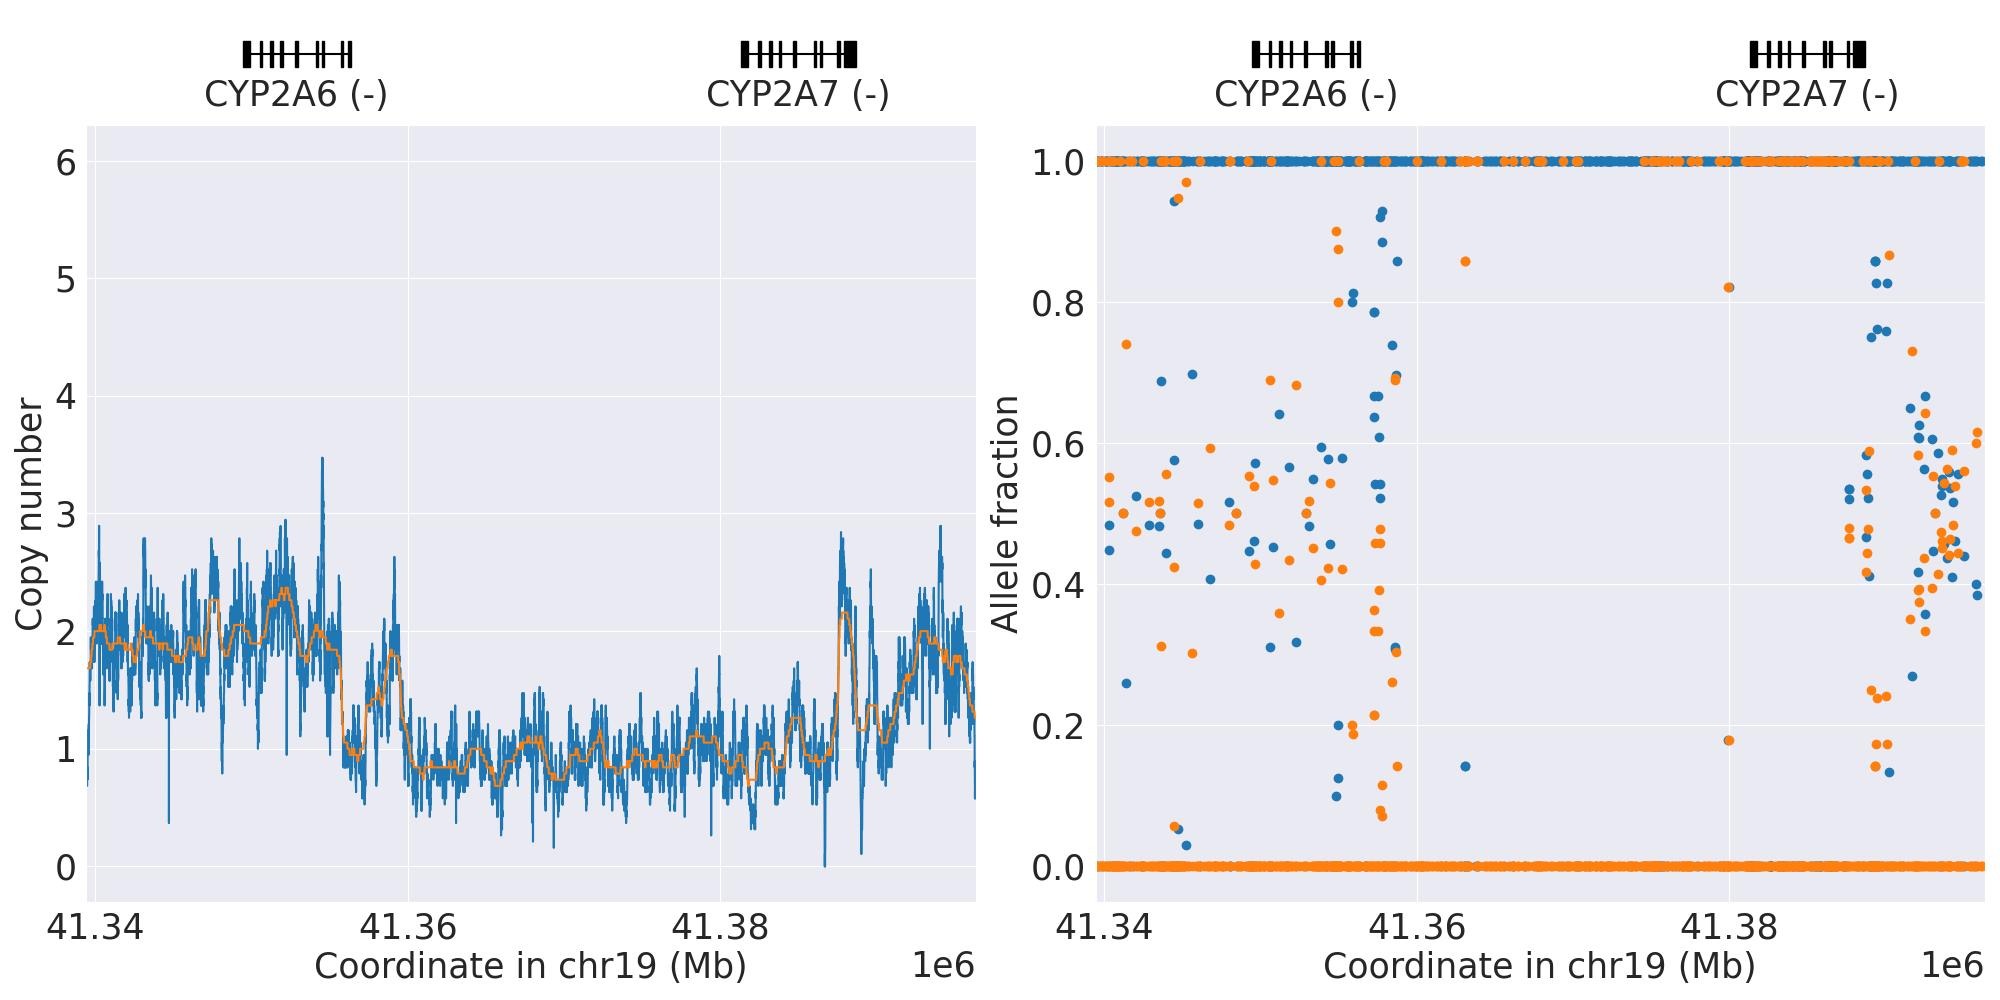 CYP2A6 (-)
CYP2A7 (-)
Copy number
6
5
4
3
2
1
0
41.34
41.36
41.38
Coordinate in chr19 (Mb)
1e6
CYP2A6 (-)
CYP2A7 (-)
Allele fraction
1.0
0.8
0.6
0.4
0.2
0.0
41.34
41.36
41.38
Coordinate in chr19 (Mb)
1e6